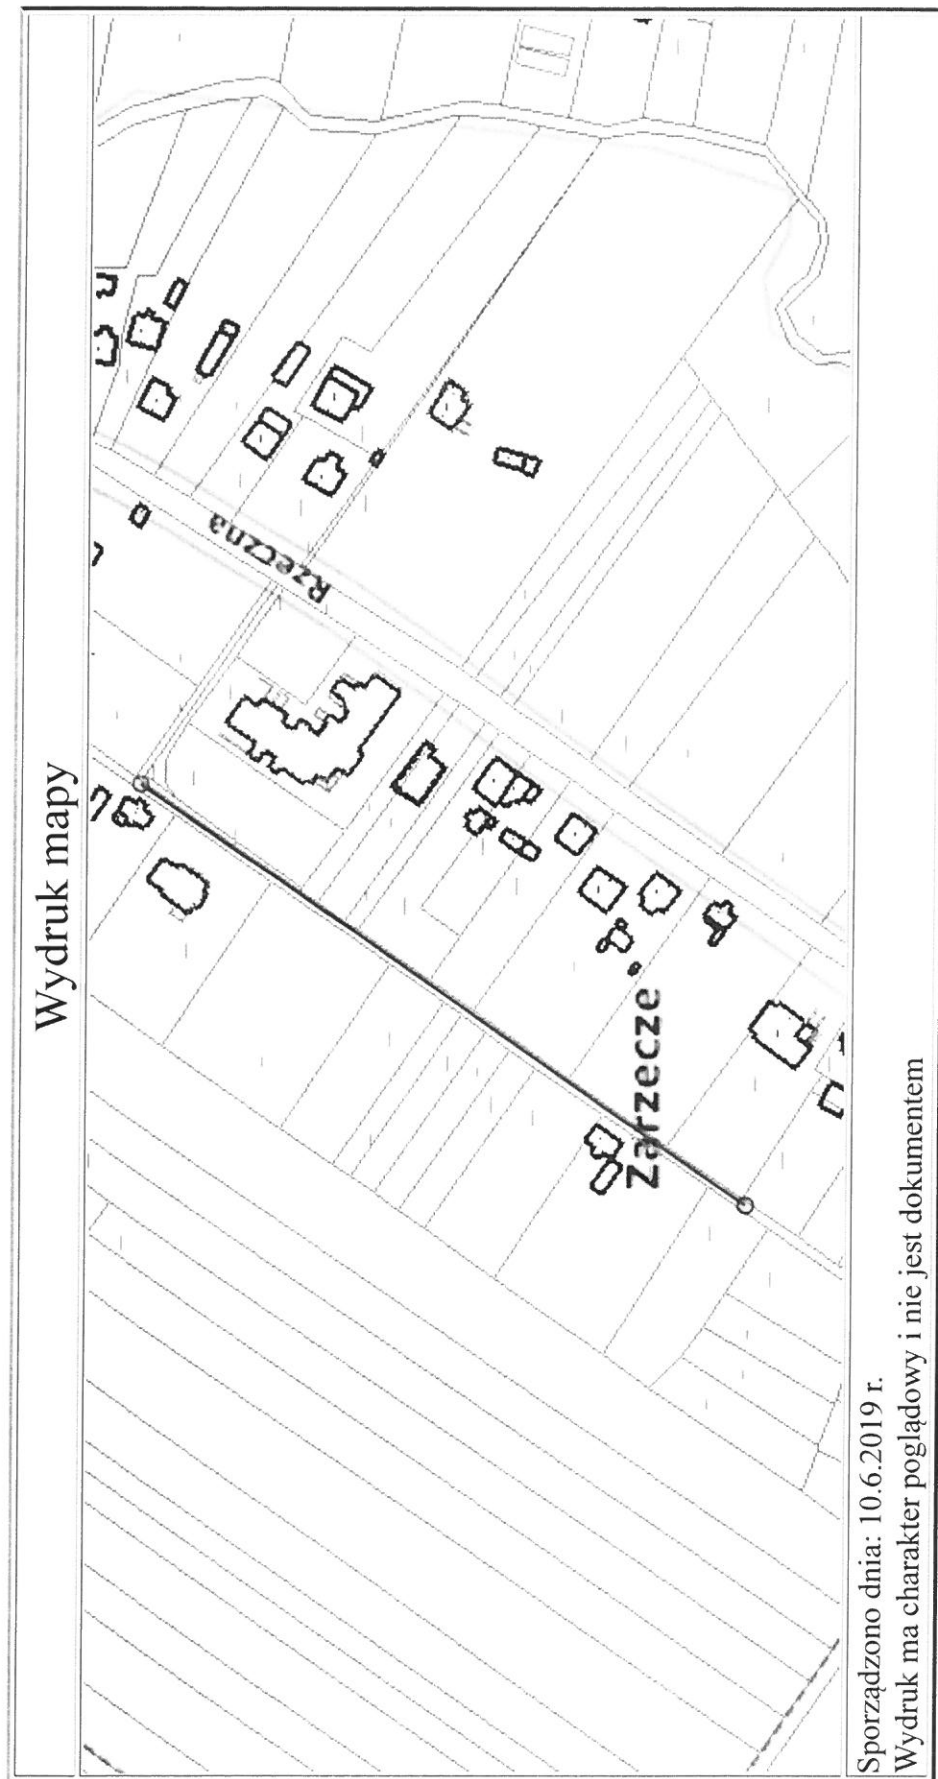 Wydruk mapy
Rzeczna
Zarzecze
Sporządzono dnia: 10.6.2019 r.
Wydruk ma charakter poglądowy i nie jest dokumentem